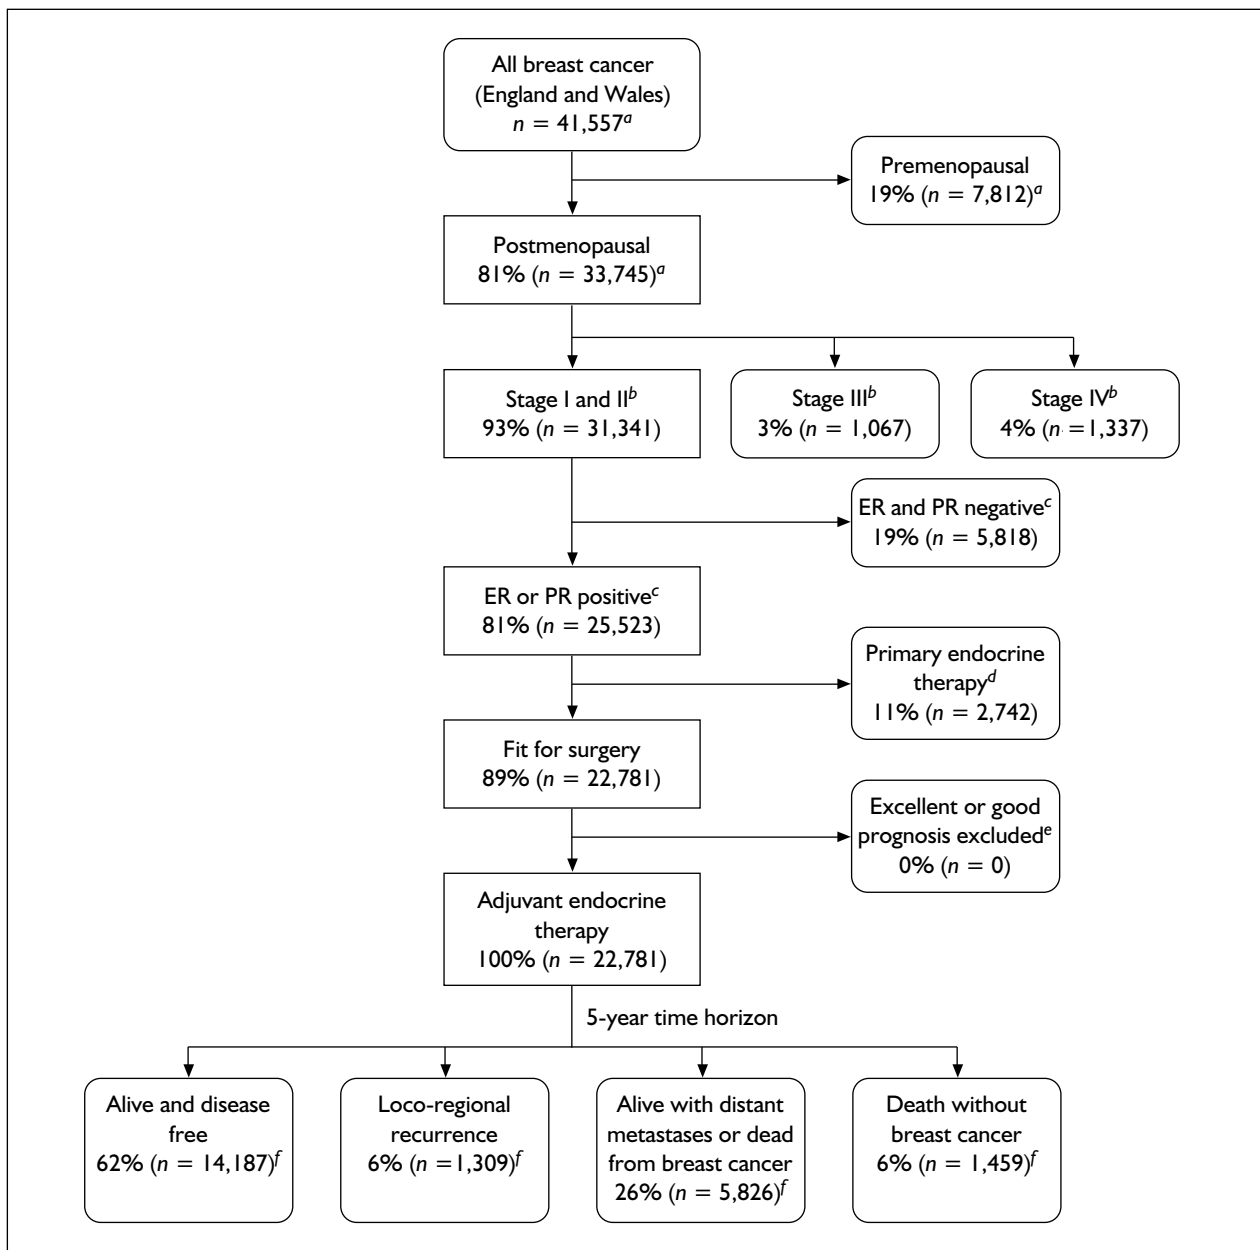 All breast cancer
(England and Wales)
n = 41,557a
Premenopausal
19% (n = 7,812)a
Postmenopausal
81% (n = 33,745)a
Stage I and IIb
93% (n = 31,341)
Stage IIIb
3% (n = 1,067)
Stage IVb
4% (n =1,337)
ER and PR negativec
19% (n = 5,818)
ER or PR positivec
81% (n = 25,523)
Primary endocrine
therapyd
11% (n = 2,742)
Fit for surgery
89% (n = 22,781)
Excellent or good
prognosis excludede
0% (n = 0)
Adjuvant endocrine
therapy
100% (n = 22,781)
5-year time horizon
Alive and disease
free
62% (n = 14,187)f
Loco-regional
recurrence
6% (n =1,309)f
Alive with distant
metastases or dead
from breast cancer
26% (n = 5,826)f
Death without
breast cancer
6% (n = 1,459)f